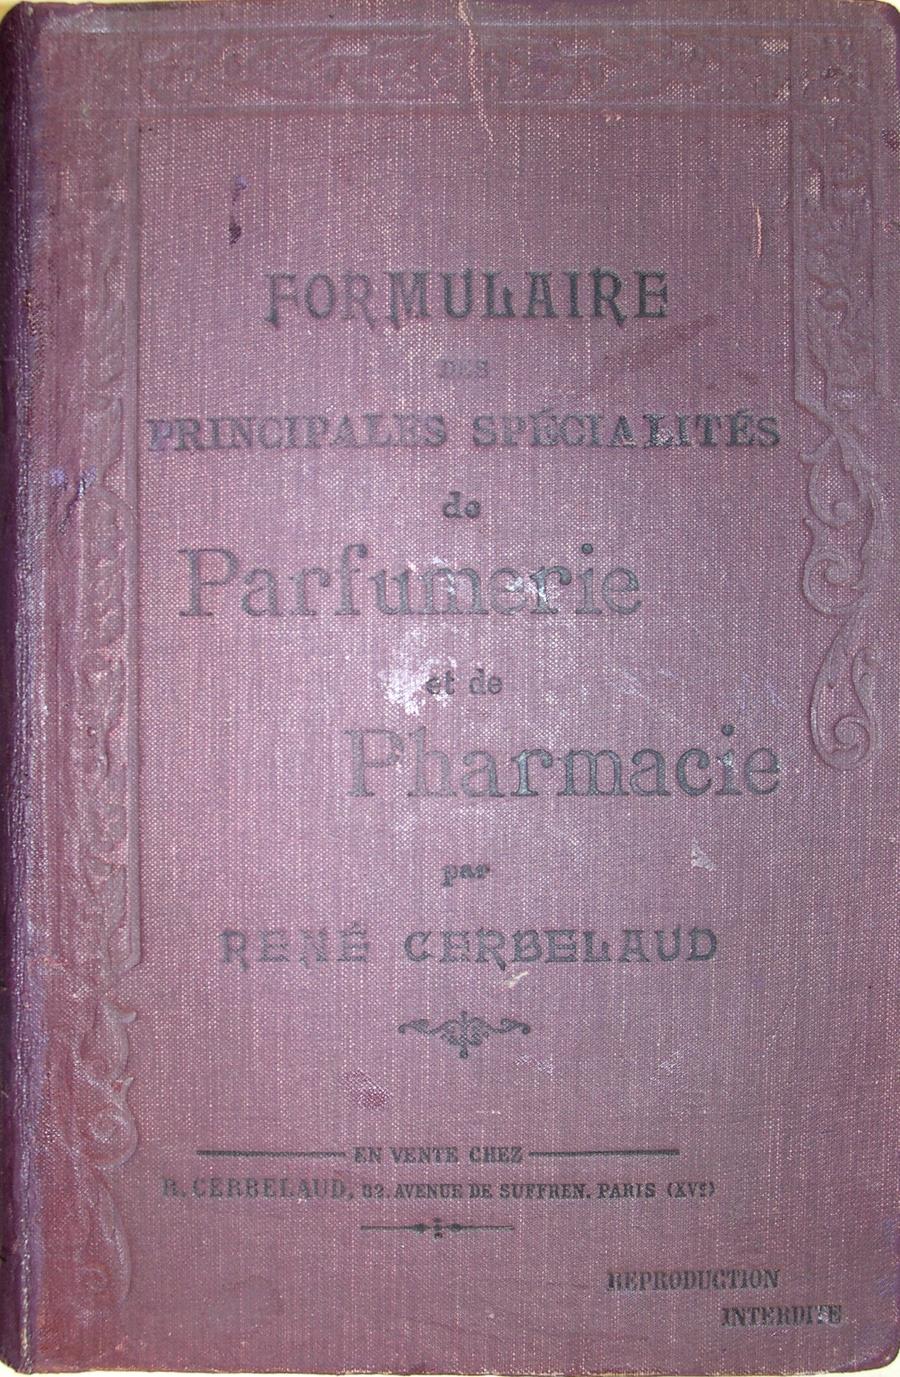 FORMULAIRE
DES
PRINCIPALES SPÉCIALITÉS
de
Parfumerie
et de
Pharmacie
par
RENÉ CERBELAUD
EN VENTE CHEZ
R. CERBELAUD, 82. AVENUE DE SUFFREN. PARIS (XVe)
REPRODUCTION
INTERDITE